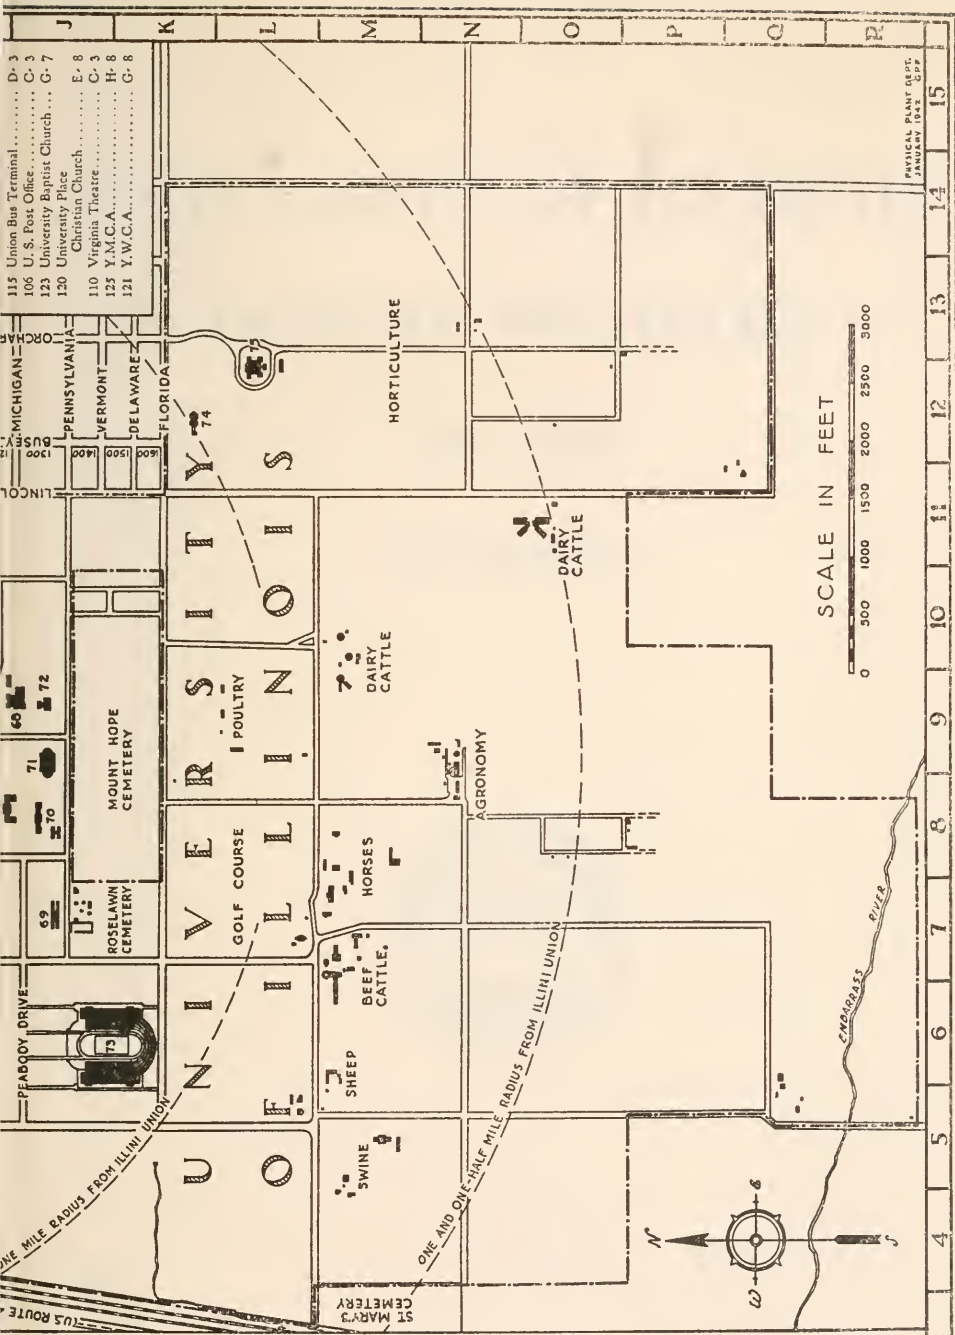 J K L M N O P Q R
115 Union Bus Terminal........ D-3
106 U. S. Post Office.......... C-3
123 University Baptist Church.... G-7
120 University Place
Christian Church........ E-8
110 Virginia Theatre........... C-3
125 Y.M.C.A............ H-8
121 Y.W.C.A............ G-8
PEABODY DRIVE
MICHIGAN
PENNSYLVANIA
VERMONT
DELAWARE
FLORIDA
ORCHAR
BUSEY
LINCOL
1300
1400
1500
1600
60
72
71
70
69
73
74
75
MOUNT HOPE
CEMETERY
ROSELAWN
CEMETERY
UNIVERSITY
OF ILLINOIS
GOLF COURSE
POULTRY
HORTICULTURE
SWINE
SHEEP
BEEF
CATTLE.
HORSES
DAIRY
CATTLE
AGRONOMY
DAIRY
CATTLE
ONE MILE RADIUS FROM ILLINI UNION
ONE AND ONE-HALF MILE RADIUS FROM ILLINI UNION
(U.S. ROUTE
ST. MARY'S
CEMETERY
EMBARRASS RIVER
N
W
E
S
SCALE IN FEET
0 500 1000 1500 2000 2500 3000
PHYSICAL PLANT DEPT.
JANUARY 1942 GPF
4 5 6 7 8 9 10 11 12 13 14 15